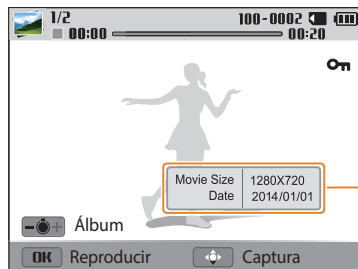 1/2
100-0002
00:00
00:20
Movie Size 1280X720
Date 2014/01/01
Álbum
OK Reproducir
Captura